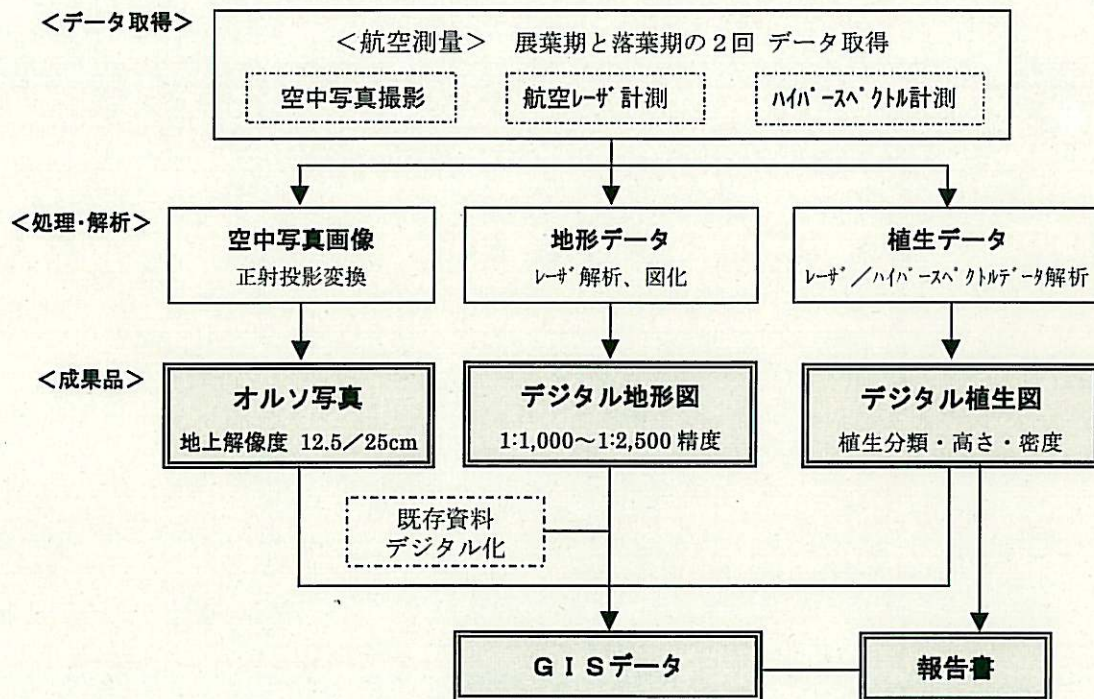 <データ取得>
<航空測量> 展葉期と落葉期の2回 データ取得
空中写真撮影
航空ﾚｰｻﾞ計測
ﾊｲﾊﾟｰｽﾍﾟｸﾄﾙ計測
<処理・解析>
空中写真画像
正射投影変換
地形データ
ﾚｰｻﾞ解析、図化
植生データ
ﾚｰｻﾞ/ﾊｲﾊﾟｰｽﾍﾟｸﾄﾙﾃﾞｰﾀ解析
<成果品>
オルソ写真
地上解像度 12.5/25cm
デジタル地形図
1:1,000~1:2,500 精度
デジタル植生図
植生分類・高さ・密度
既存資料
デジタル化
GISデータ
報告書